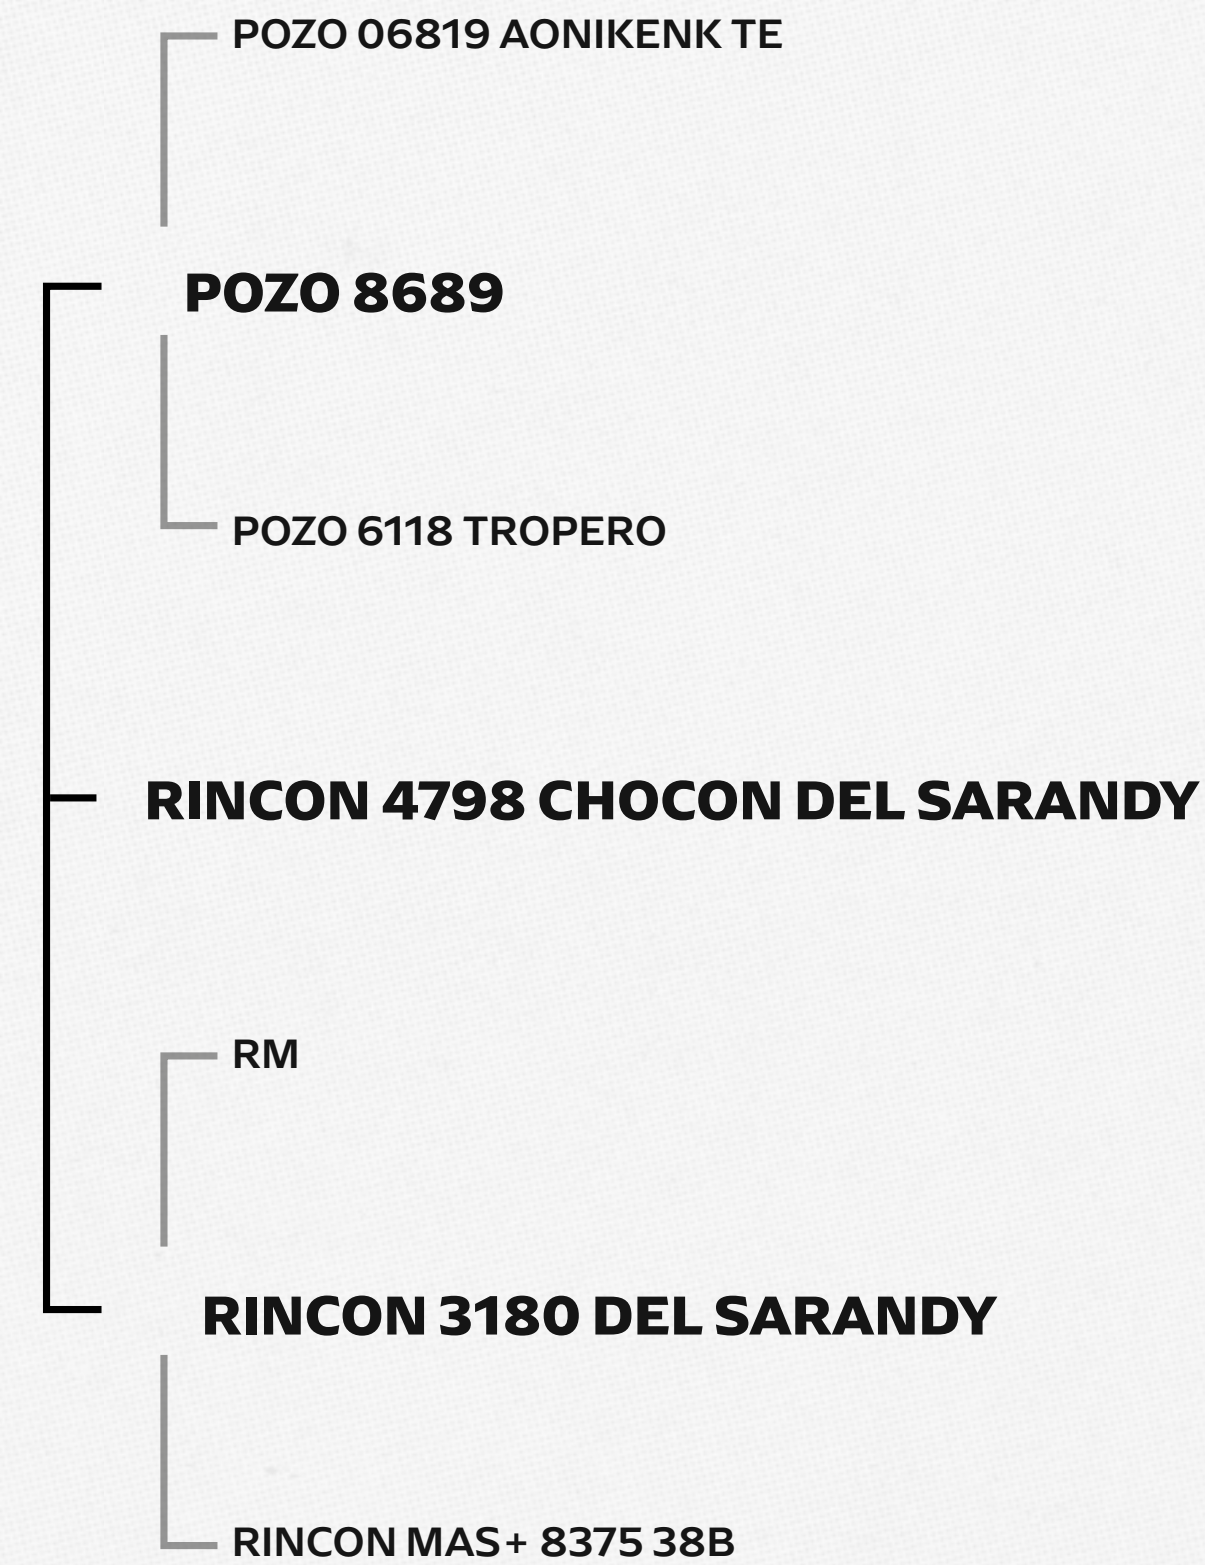 POZO 06819 AONIKENK TE
POZO 8689
POZO 6118 TROPERO
RINCON 4798 CHOCON DEL SARANDY
RM
RINCON 3180 DEL SARANDY
RINCON MAS+ 8375 38B